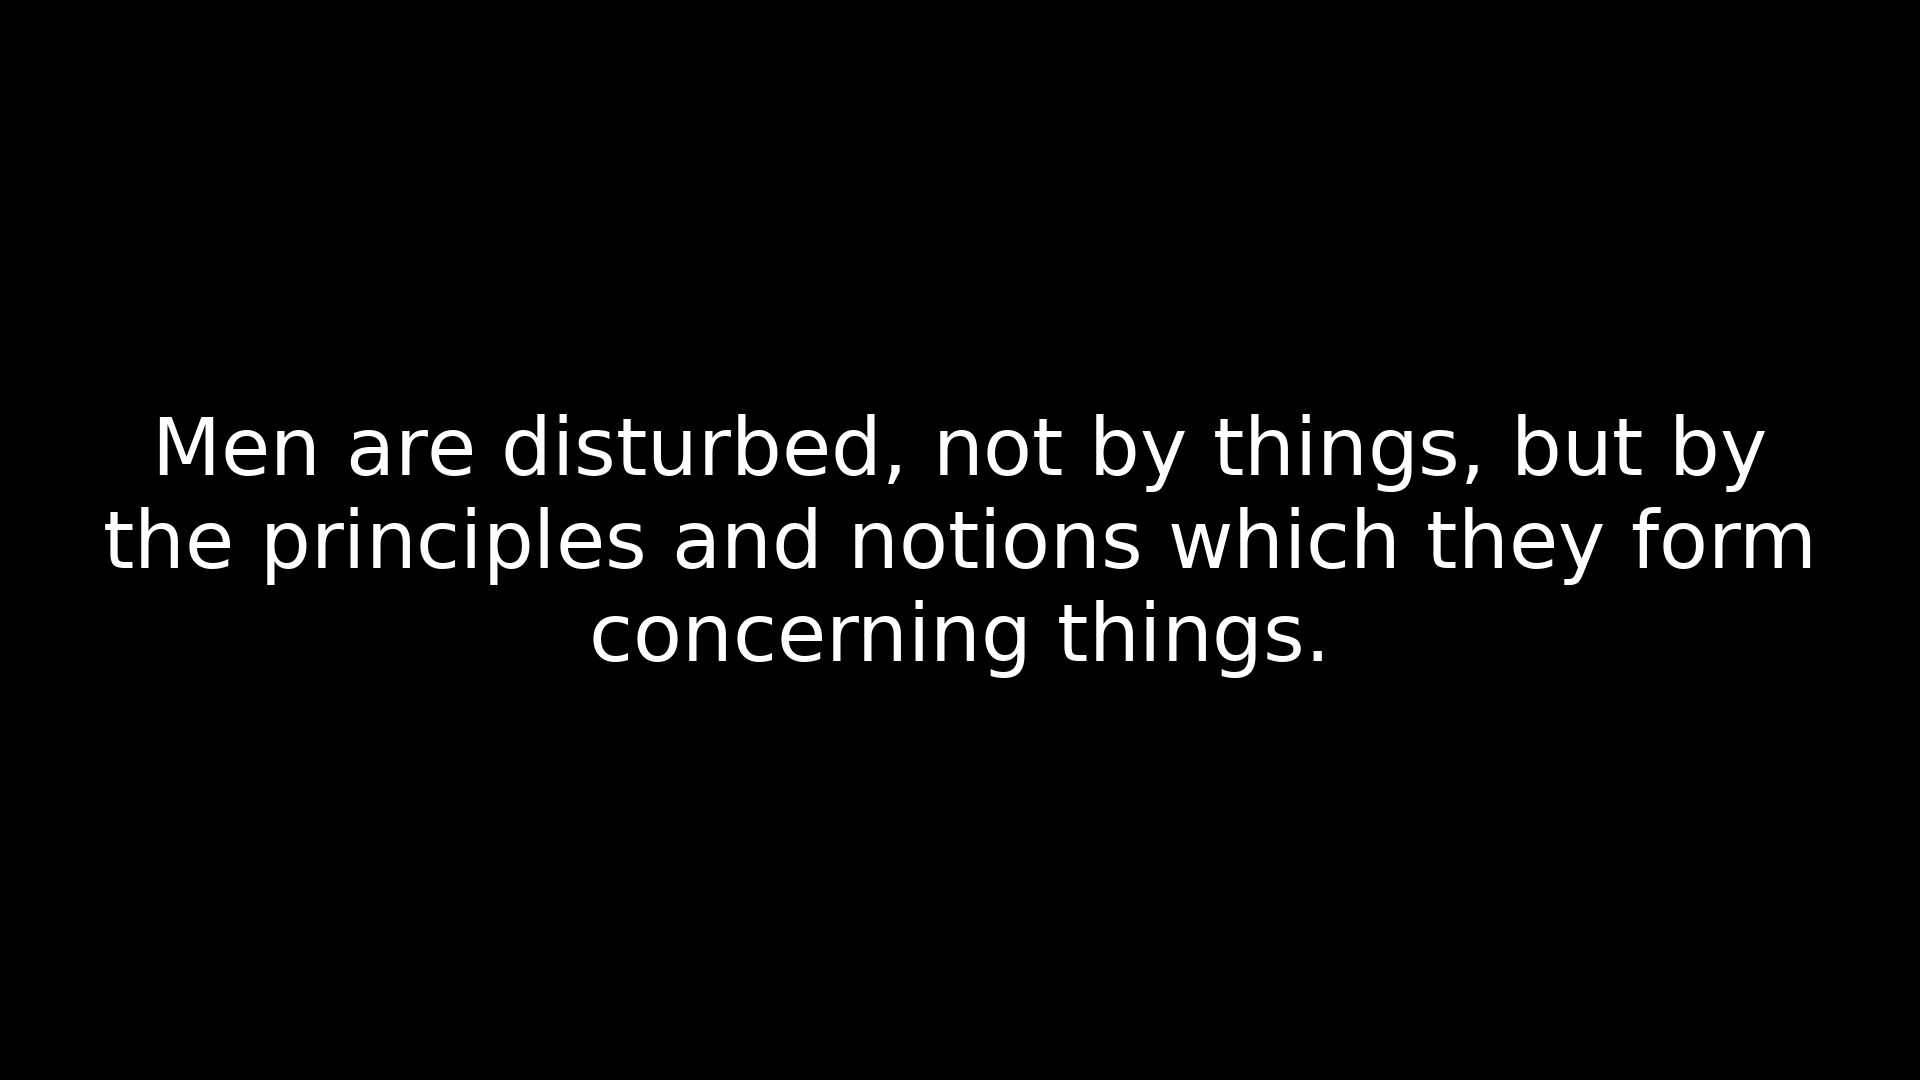 Men are disturbed, not by things, but by
the principles and notions which they form
concerning things.